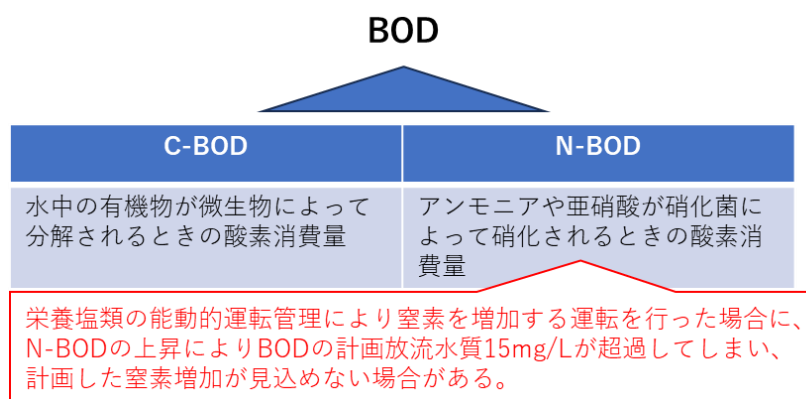 BOD
C-BOD
N-BOD
水中の有機物が微生物によって
分解されるときの酸素消費量
アンモニアや亜硝酸が硝化菌に
よって硝化されるときの酸素消
費量
栄養塩類の能動的運転管理により窒素を増加する運転を行った場合に、
N-BODの上昇によりBODの計画放流水質15mg/Lが超過してしまい、
計画した窒素増加が見込めない場合がある。